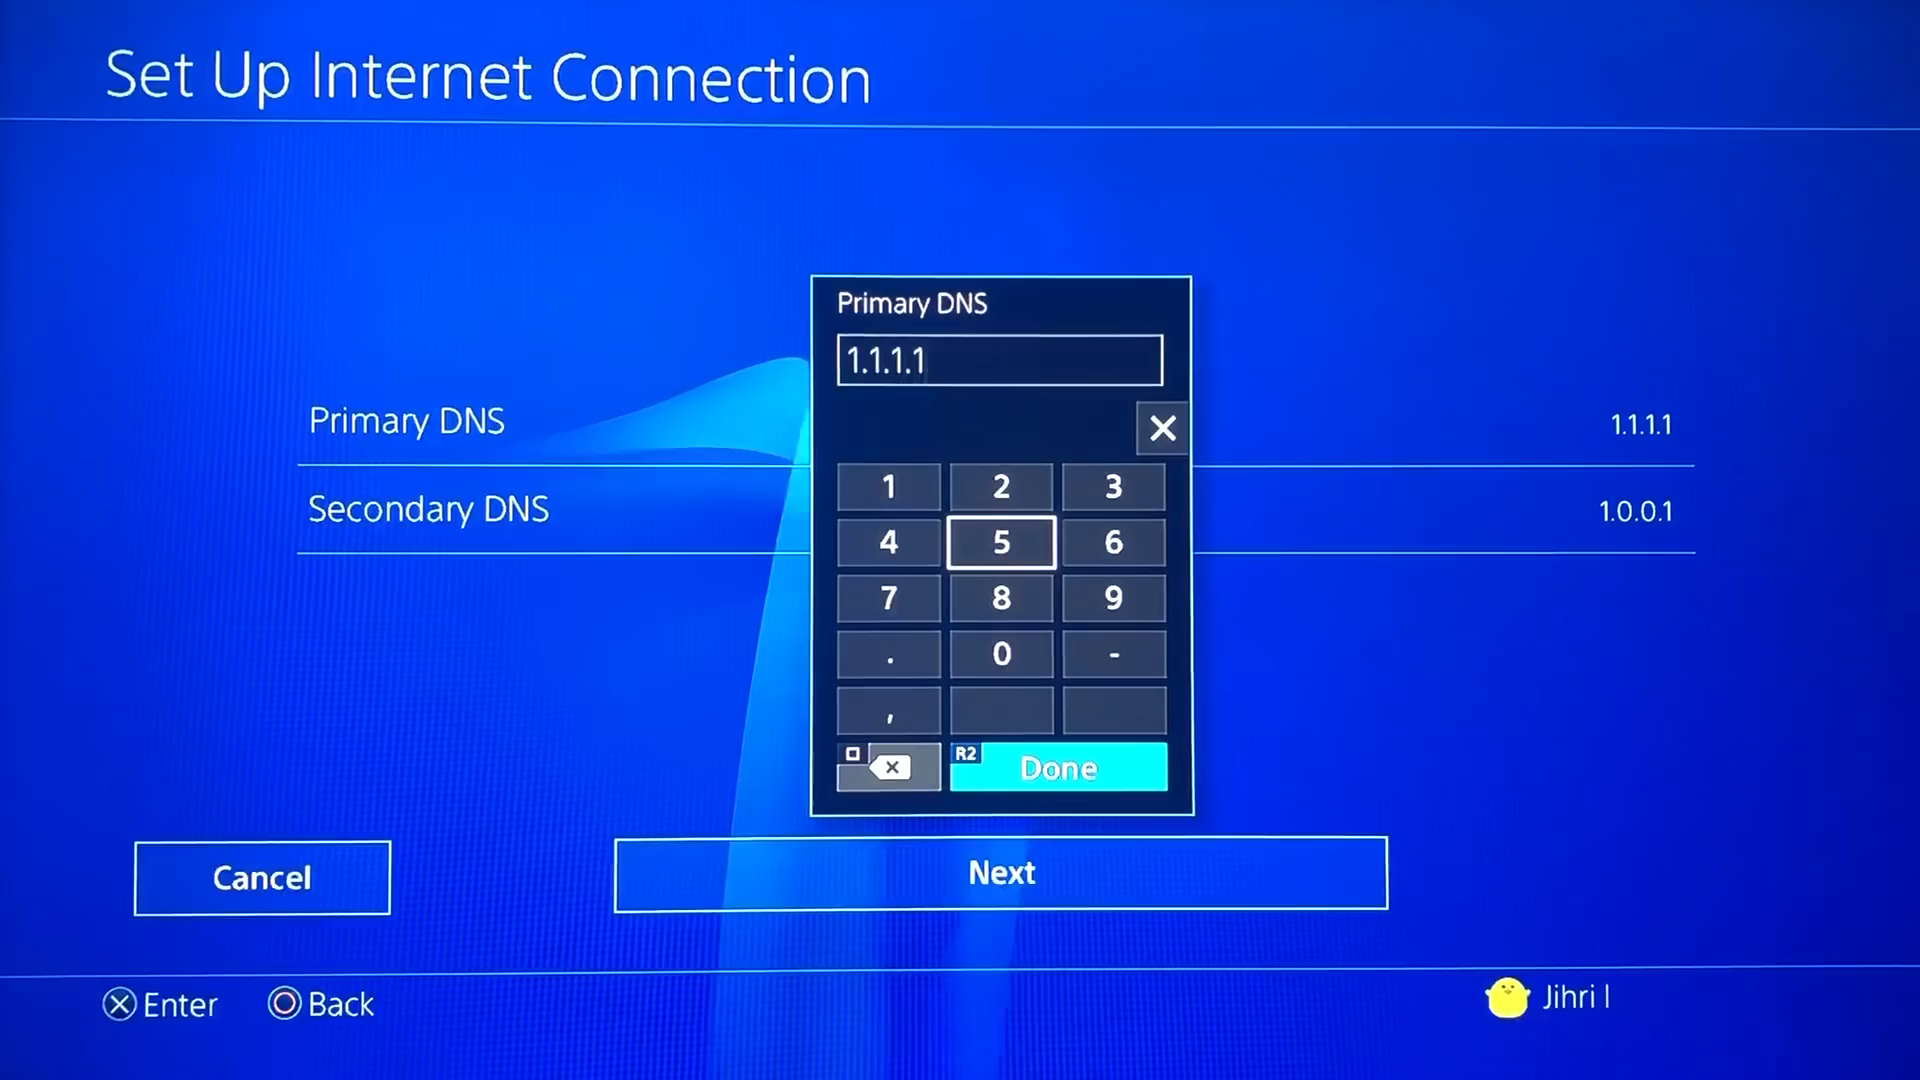 Set Up Internet Connection
Primary DNS
1.1.1.1
Primary DNS
1.1.1.1
Secondary DNS
1.0.0.1
1 2 3
4 5 6
7 8 9
. 0 -
,
R2 Done
Cancel
Next
Enter
Back
Jihri l